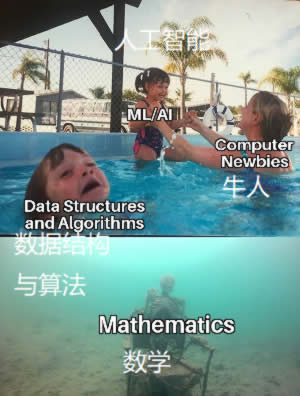 人工智能
ML/AI
Computer
Newbies
牛人
Data Structures
and Algorithms
数据结构
与算法
Mathematics
数学